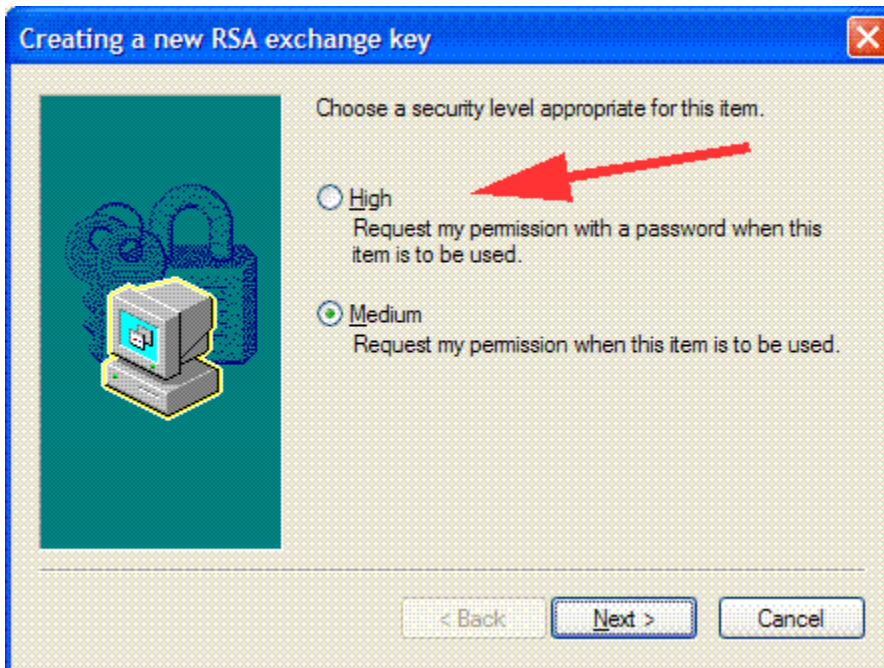 Creating a new RSA exchange key
Choose a security level appropriate for this item.
High
Request my permission with a password when this
item is to be used.
Medium
Request my permission when this item is to be used.
< Back
Next >
Cancel